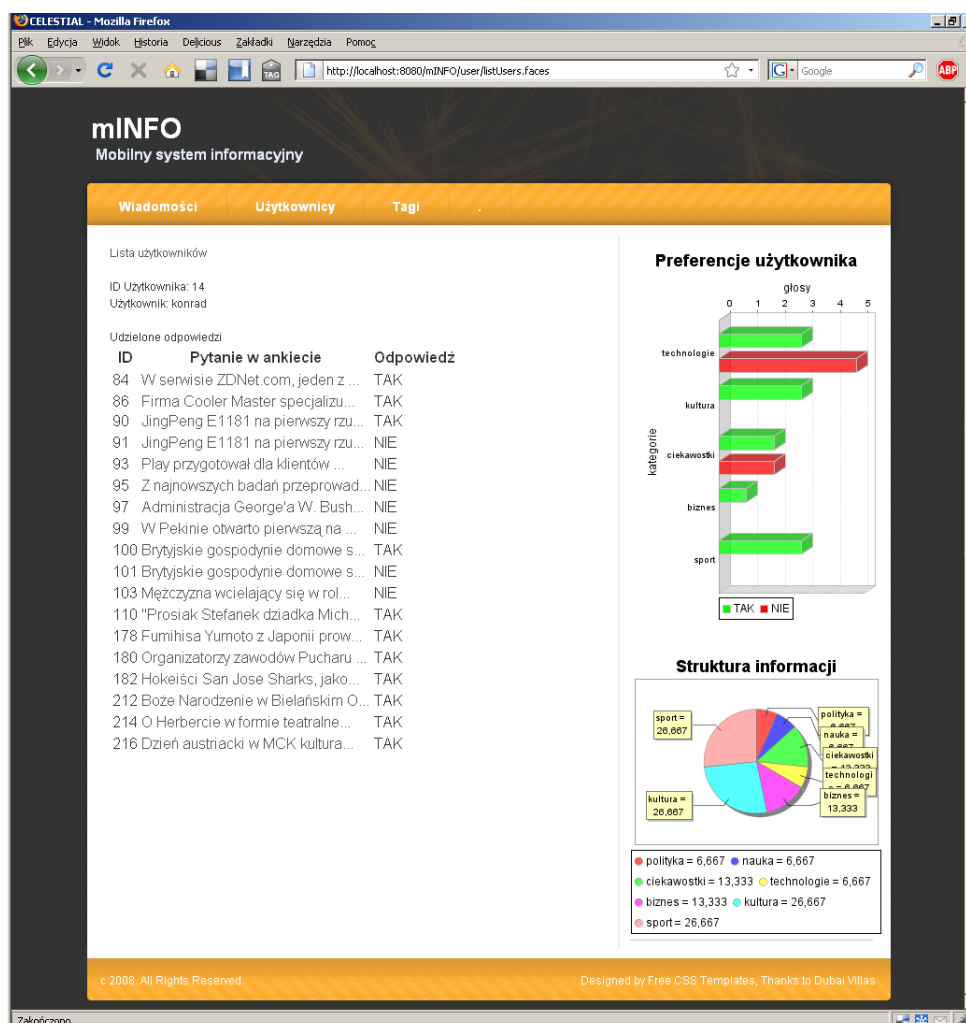 CELESTIAL - Mozilla Firefox
Plik Edycja Widok Historia Delicious Zakładki Narzędzia Pomoc
TAG http://localhost:8080/mINFO/user/listUsers.faces G Google ABP
mINFO
Mobilny system informacyjny
Wiadomości Użytkownicy Tagi .
Lista użytkowników
ID Użytkownika: 14
Użytkownik: konrad
Udzielone odpowiedzi
ID Pytanie w ankiecie Odpowiedź
84 W serwisie ZDNet.com, jeden z ... TAK
86 Firma Cooler Master specjalizu... TAK
90 JingPeng E1181 na pierwszy rzu... TAK
91 JingPeng E1181 na pierwszy rzu... NIE
93 Play przygotował dla klientów ... NIE
95 Z najnowszych badań przeprowad... NIE
97 Administracja George'a W. Bush... NIE
99 W Pekinie otwarto pierwszą na ... NIE
100 Brytyjskie gospodynie domowe s... TAK
101 Brytyjskie gospodynie domowe s... NIE
103 Mężczyzna wcielający się w rol... NIE
110 "Prosiak Stefanek dziadka Mich... TAK
178 Fumihisa Yumoto z Japonii prow... TAK
180 Organizatorzy zawodów Pucharu ... TAK
182 Hokeiści San Jose Sharks, jako... TAK
212 Boże Narodzenie w Bielańskim O... TAK
214 O Herbercie w formie teatralne... TAK
216 Dzień austriacki w MCK kultura... TAK
Preferencje użytkownika
głosy
0 1 2 3 4 5
technologie
kultura
kategorie
ciekawostki
biznes
sport
TAK NIE
Struktura informacji
sport =
26,667
polityka =
6,667
nauka =
6,667
ciekawostki
= 13,333
technologi
e = 6,667
biznes =
13,333
kultura =
26,667
polityka = 6,667 nauka = 6,667
ciekawostki = 13,333 technologie = 6,667
biznes = 13,333 kultura = 26,667
sport = 26,667
c 2008. All Rights Reserved.
Designed by Free CSS Templates, Thanks to Dubai Villas
Zakończono